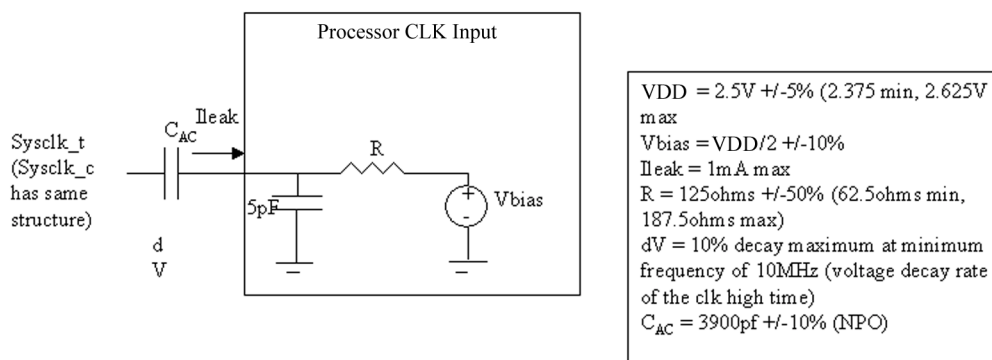 Processor CLK Input
Ileak
C_AC
Sysclk_t
(Sysclk_c
has same
structure)
R
5pF
+
-
Vbias
d
V
VDD = 2.5V +/-5% (2.375 min, 2.625V
max
Vbias = VDD/2 +/-10%
Ileak = 1mA max
R = 125ohms +/-50% (62.5ohms min,
187.5ohms max)
dV = 10% decay maximum at minimum
frequency of 10MHz (voltage decay rate
of the clk high time)
C_AC = 3900pf +/-10% (NPO)